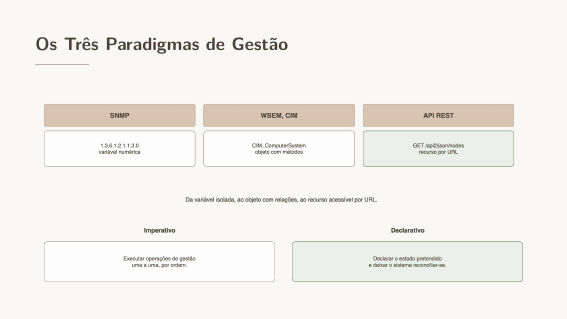 Os Três Paradigmas de Gestão
SNMP
WBEM, CIM
API REST
1.3.6.1.2.1.1.3.0
variável numérica
CIM_ComputerSystem
objeto com métodos
GET /api2/json/nodes
recurso por URL
Da variável isolada, ao objeto com relações, ao recurso acessível por URL.
Imperativo
Declarativo
Executar operações de gestão
uma a uma, por ordem.
Declarar o estado pretendido
e deixar o sistema reconciliar-se.